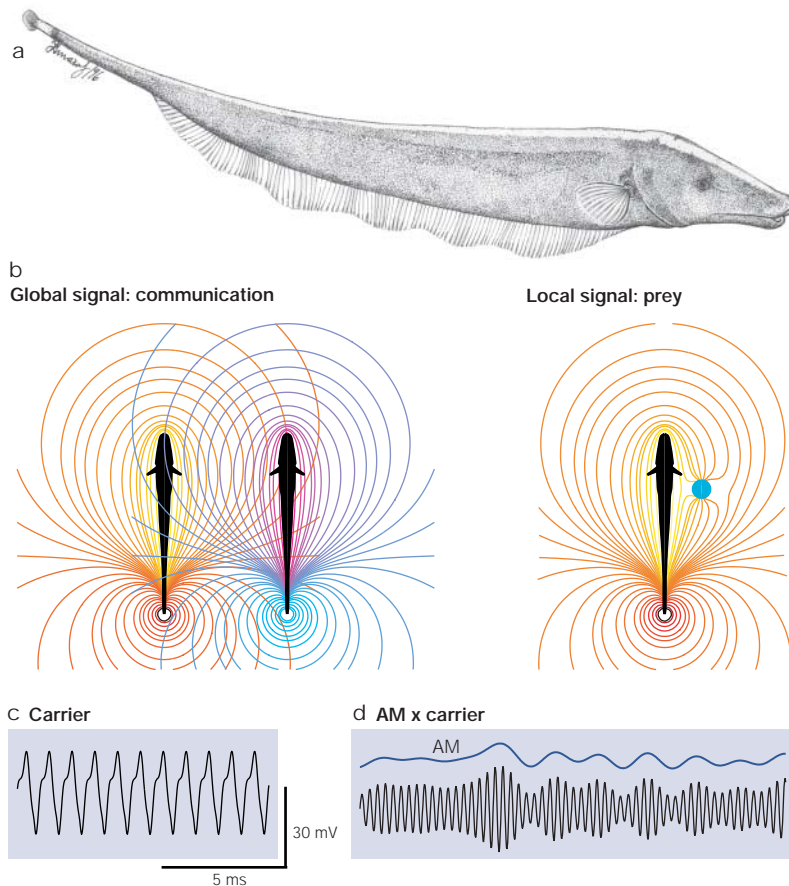 a
b
Global signal: communication
Local signal: prey
c Carrier
d AM x carrier
AM
30 mV
5 ms